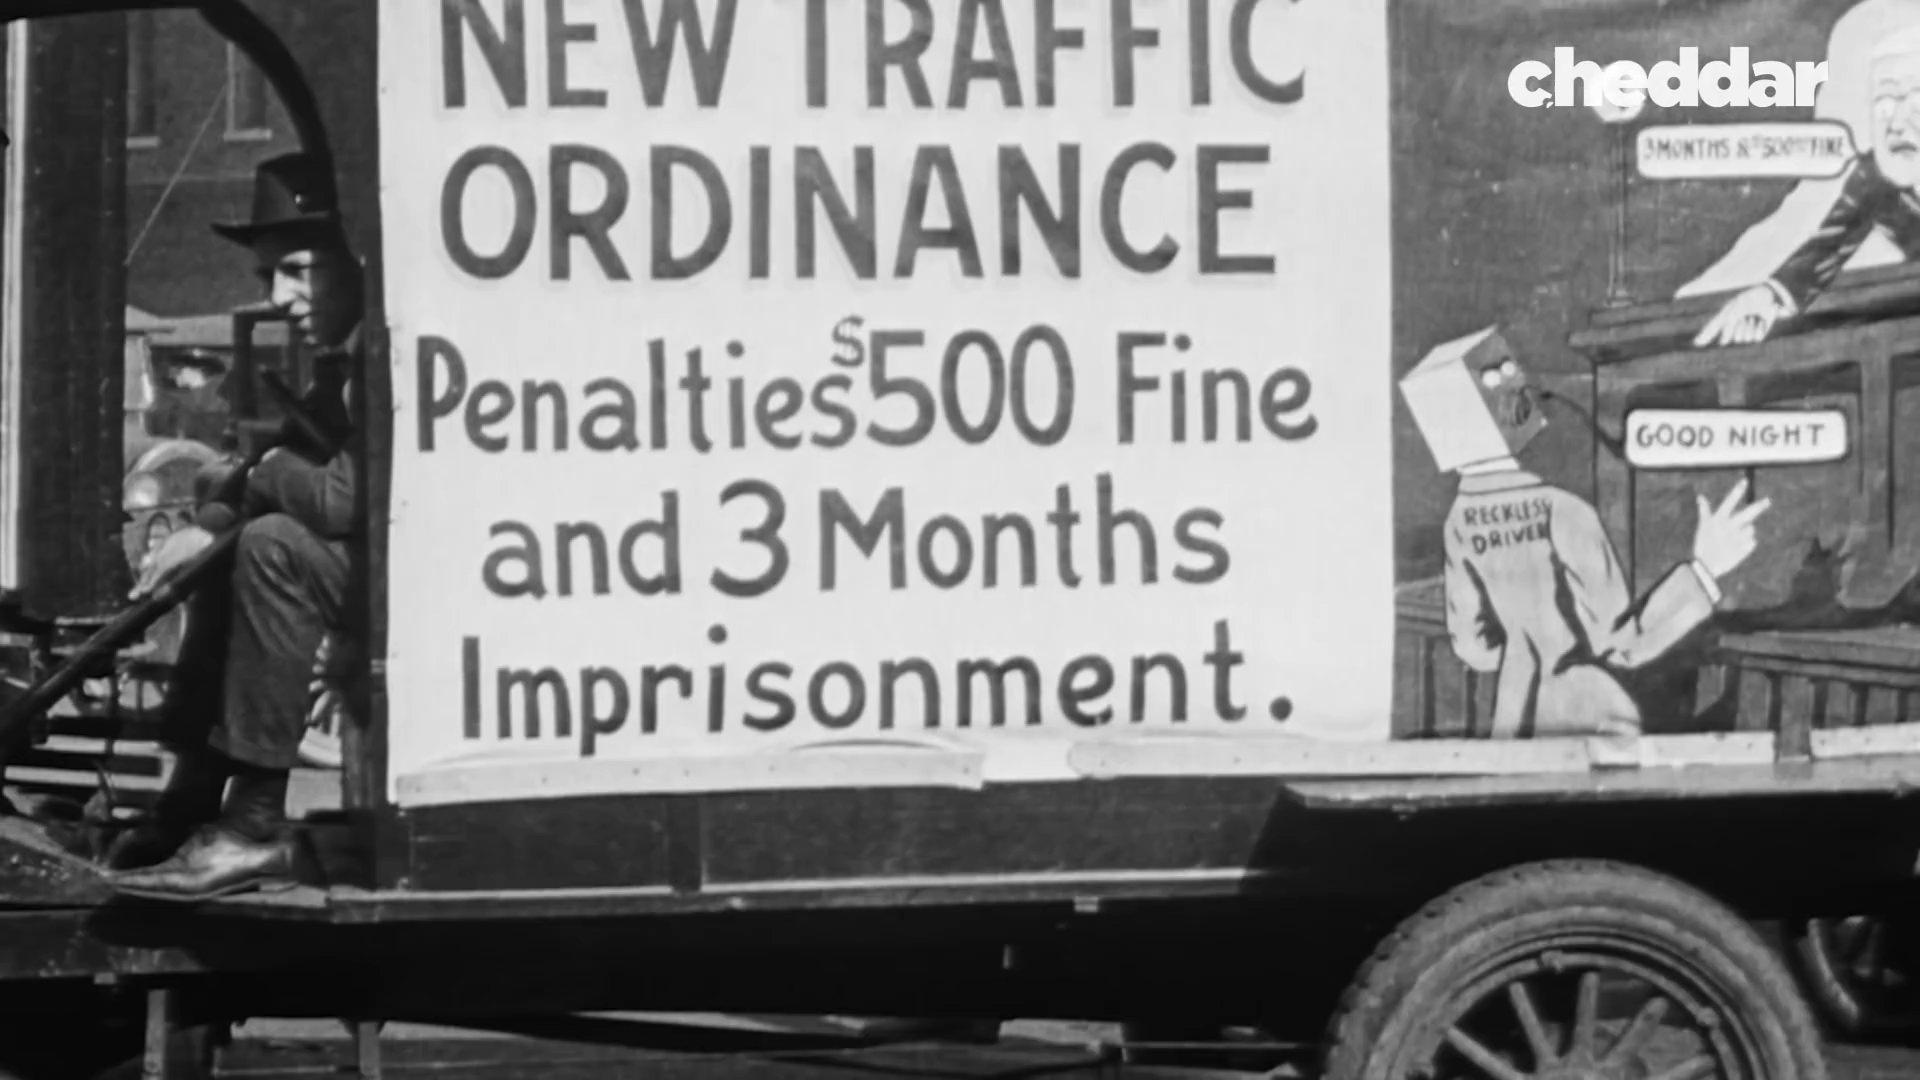 NEW TRAFFIC
ORDINANCE
Penalties $500 Fine
and 3 Months
Imprisonment.
cheddar
3 MONTHS & $500 00 FINE
GOOD NIGHT
RECKLESS
DRIVER